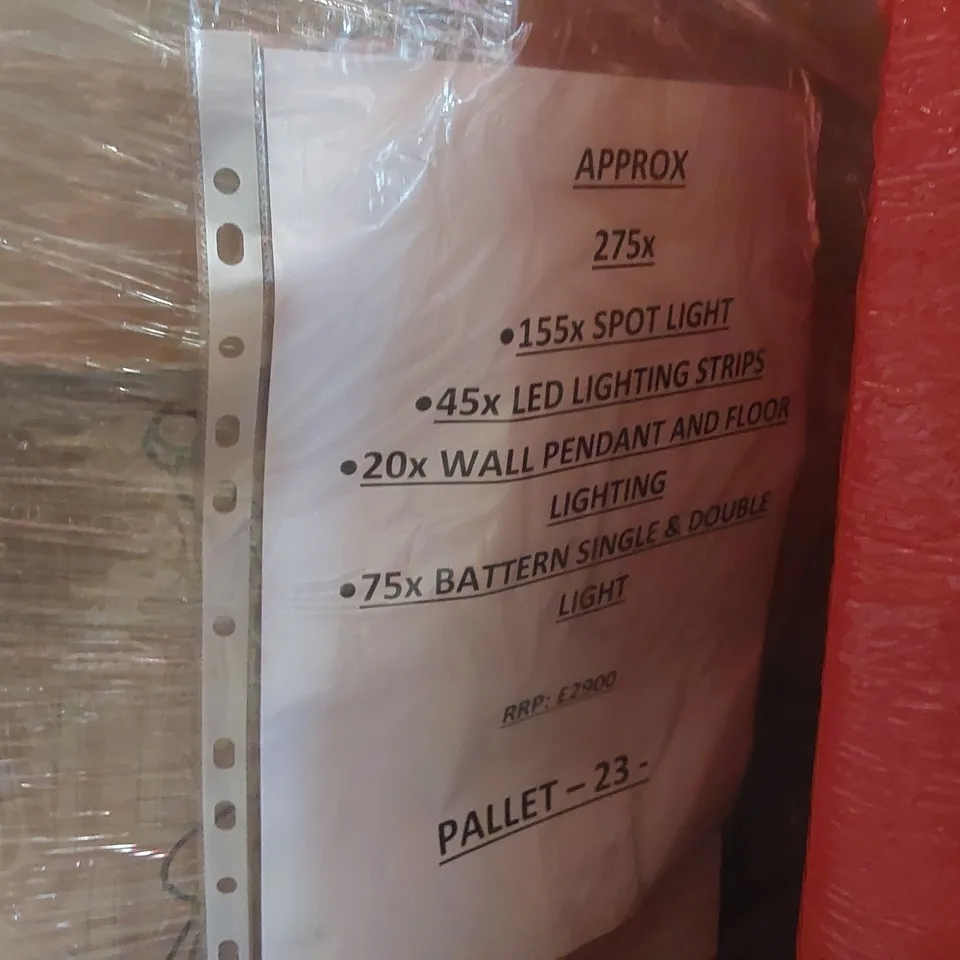 APPROX
275x
•155x SPOT LIGHT
•45x LED LIGHTING STRIPS
•20x WALL PENDANT AND FLOOR
LIGHTING
•75x BATTERN SINGLE & DOUBLE
LIGHT
RRP: £2900
PALLET – 23 -